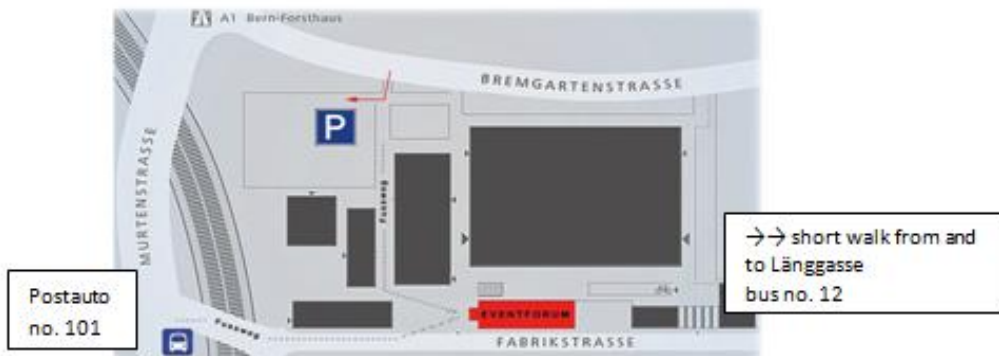 A1 Bern-Forsthaus
BREMGARTENSTRASSE
P
MURTENSTRASSE
Fussweg
→→ short walk from and
to Länggasse
bus no. 12
Postauto
no. 101
EVENTFORUM
Fussweg
FABRIKSTRASSE